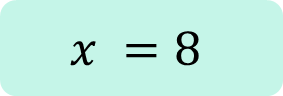 x = 8